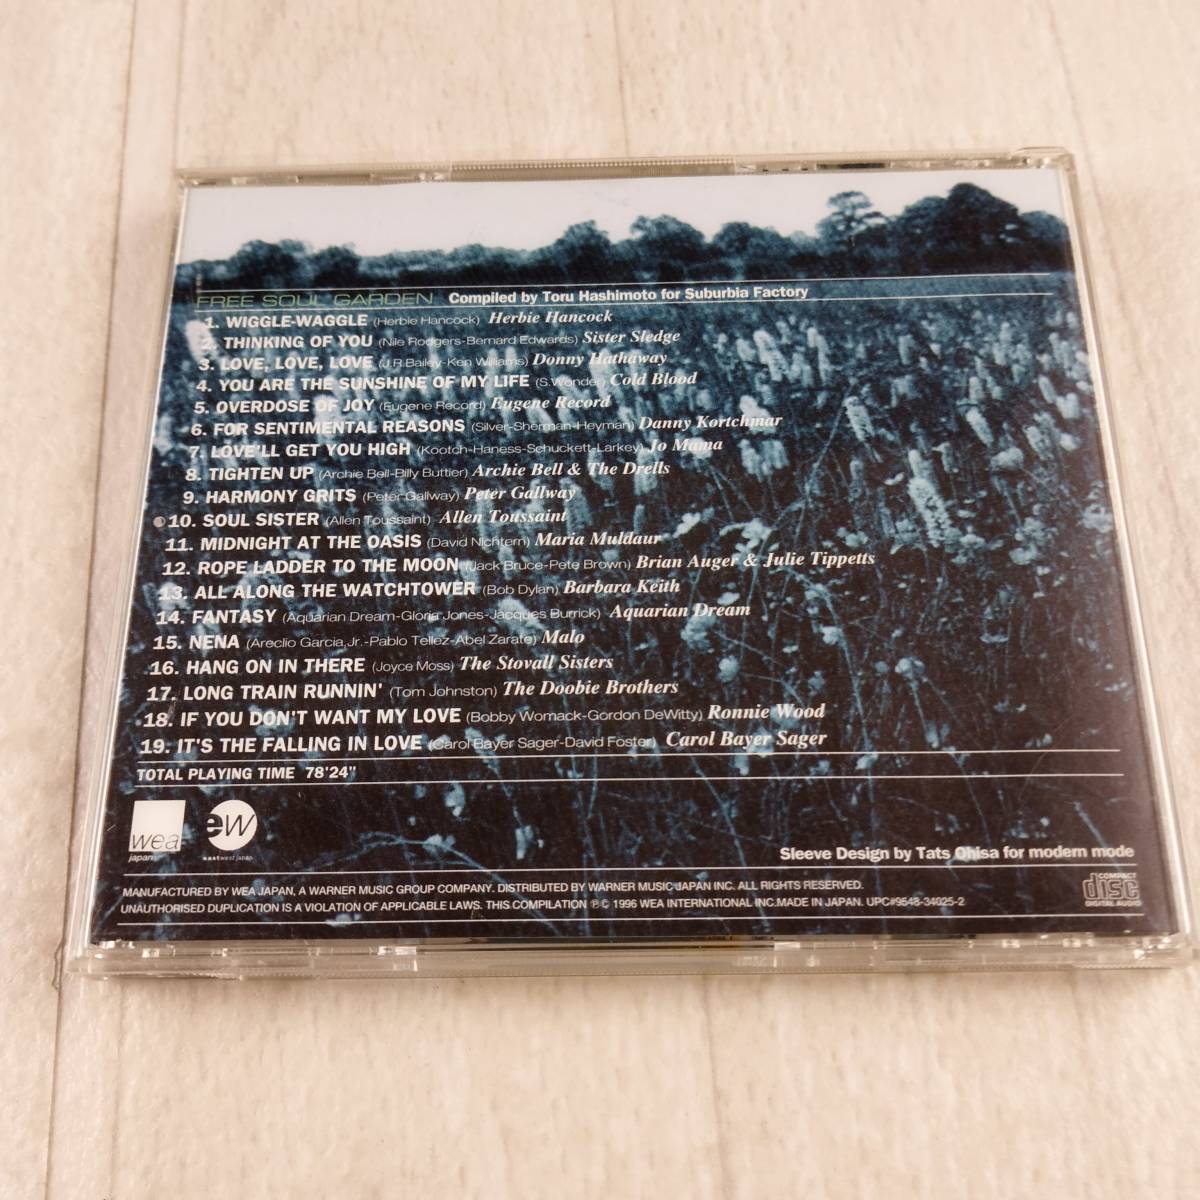 FREE SOUL GARDEN Compiled by Toru Hashimoto for Suburbia Factory
1. WIGGLE-WAGGLE (Herbie Hancock) Herbie Hancock
2. THINKING OF YOU (Nile Rodgers-Bernard Edwards) Sister Sledge
3. LOVE, LOVE, LOVE (J.R.Bailey-Ken Williams) Donny Hathaway
4. YOU ARE THE SUNSHINE OF MY LIFE (S.Wonder) Cold Blood
5. OVERDOSE OF JOY (Eugene Record) Eugene Record
6. FOR SENTIMENTAL REASONS (Silver-Sherman-Heyman) Danny Kortchmar
7. LOVE'LL GET YOU HIGH (Kootch-Haness-Schuckett-Larkey) Jo Mama
8. TIGHTEN UP (Archie Bell-Billy Buttier) Archie Bell & The Drells
9. HARMONY GRITS (Peter Gallway) Peter Gallway
10. SOUL SISTER (Allen Toussaint) Allen Toussaint
11. MIDNIGHT AT THE OASIS (David Nichtern) Maria Muldaur
12. ROPE LADDER TO THE MOON (Jack Bruce-Pete Brown) Brian Auger & Julie Tippetts
13. ALL ALONG THE WATCHTOWER (Bob Dylan) Barbara Keith
14. FANTASY (Aquarian Dream-Gloria Jones-Jacques Burrick) Aquarian Dream
15. NENA (Areclio Garcia,Jr.-Pablo Tellez-Abel Zarate) Malo
16. HANG ON IN THERE (Joyce Moss) The Stovall Sisters
17. LONG TRAIN RUNNIN' (Tom Johnston) The Doobie Brothers
18. IF YOU DON'T WANT MY LOVE (Bobby Womack-Gordon DeWitty) Ronnie Wood
19. IT'S THE FALLING IN LOVE (Carol Bayer Sager-David Foster) Carol Bayer Sager
TOTAL PLAYING TIME 78'24"
wea
japan
ew
eastwest japan
Sleeve Design by Tats Ohisa for modern mode
MANUFACTURED BY WEA JAPAN, A WARNER MUSIC GROUP COMPANY. DISTRIBUTED BY WARNER MUSIC JAPAN INC. ALL RIGHTS RESERVED.
UNAUTHORISED DUPLICATION IS A VIOLATION OF APPLICABLE LAWS. THIS COMPILATION ℗© 1996 WEA INTERNATIONAL INC.MADE IN JAPAN. UPC#9548-34025-2
COMPACT
disc
DIGITAL AUDIO